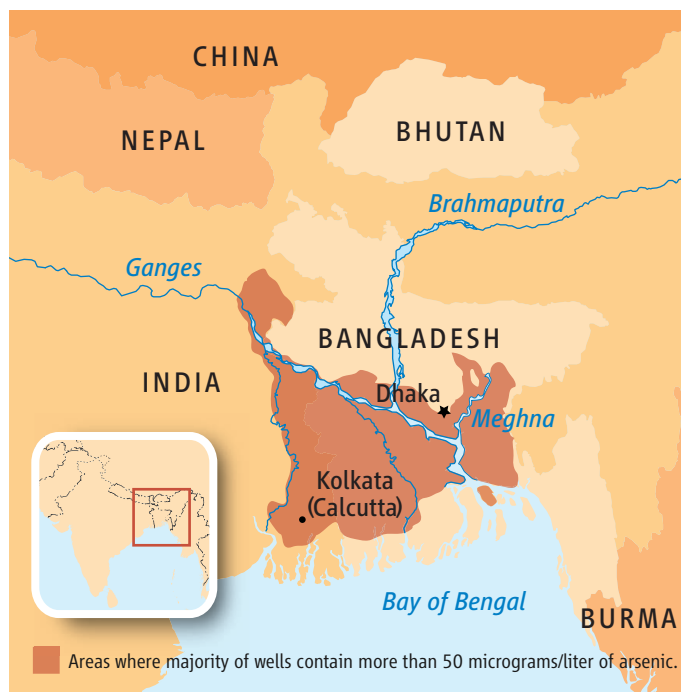 CHINA
NEPAL
BHUTAN
Brahmaputra
Ganges
BANGLADESH
INDIA
Dhaka
Meghna
Kolkata
(Calcutta)
Bay of Bengal
BURMA
Areas where majority of wells contain more than 50 micrograms/liter of arsenic.